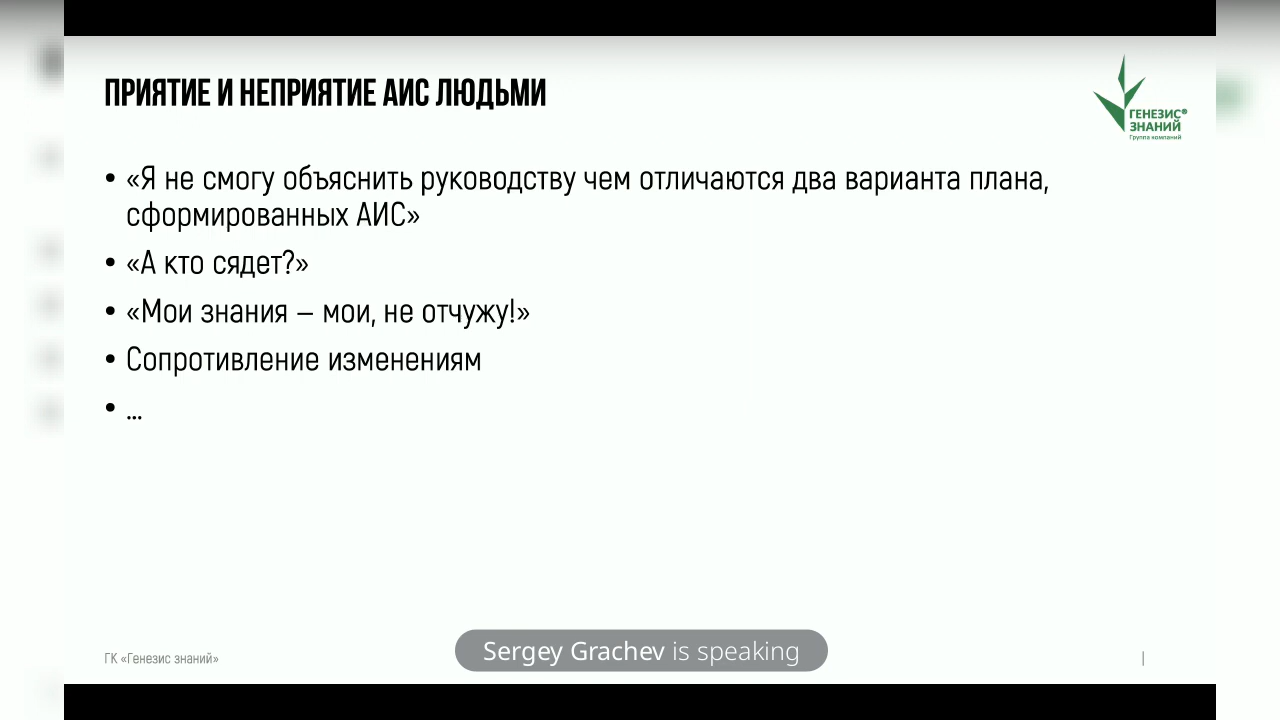 ПРИЯТИЕ И НЕПРИЯТИЕ АИС ЛЮДЬМИ
ГЕНЕЗИС®
ЗНАНИЙ
Группа компаний
• «Я не смогу объяснить руководству чем отличаются два варианта плана,
сформированных АИС»
• «А кто сядет?»
• «Мои знания – мои, не отчужу!»
• Сопротивление изменениям
• ...
ГК «Генезис знаний»
Sergey Grachev is speaking
|